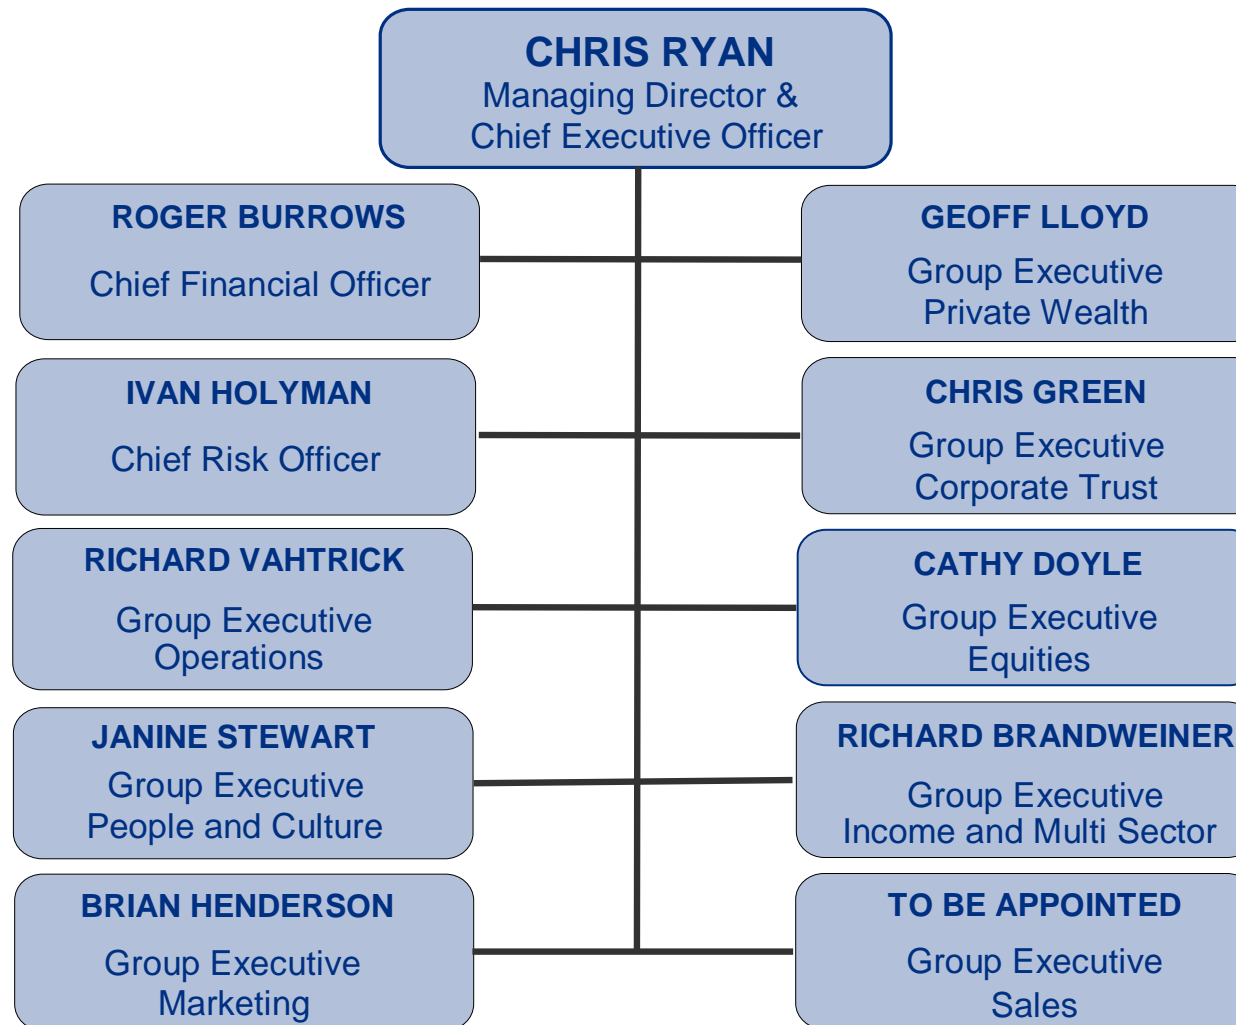 CHRIS RYAN
Managing Director &
Chief Executive Officer
ROGER BURROWS
Chief Financial Officer
GEOFF LLOYD
Group Executive
Private Wealth
IVAN HOLYMAN
Chief Risk Officer
CHRIS GREEN
Group Executive
Corporate Trust
RICHARD VAHTRICK
Group Executive
Operations
CATHY DOYLE
Group Executive
Equities
JANINE STEWART
Group Executive
People and Culture
RICHARD BRANDWEINER
Group Executive
Income and Multi Sector
BRIAN HENDERSON
Group Executive
Marketing
TO BE APPOINTED
Group Executive
Sales